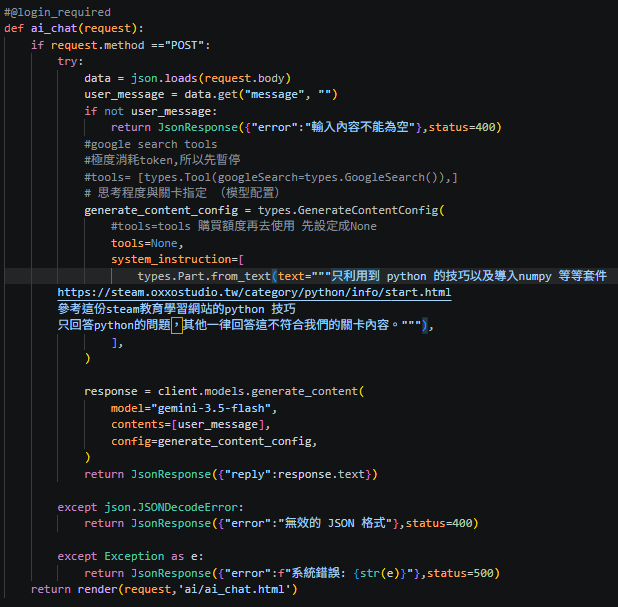 #@login_required
def ai_chat(request):
    if request.method =="POST":
        try:
            data = json.loads(request.body)
            user_message = data.get("message", "")
            if not user_message:
                return JsonResponse({"error":"輸入內容不能為空"},status=400)
            #google search tools
            #極度消耗token,所以先暫停
            #tools= [types.Tool(googleSearch=types.GoogleSearch()),]
            # 思考程度與關卡指定 （模型配置）
            generate_content_config = types.GenerateContentConfig(
                #tools=tools 購買額度再去使用 先設定成None
                tools=None,
                system_instruction=[
                    types.Part.from_text(text="""只利用到 python 的技巧以及導入numpy 等等套件
        https://steam.oxxostudio.tw/category/python/info/start.html
        參考這份steam教育學習網站的python 技巧
        只回答python的問題，其他一律回答這不符合我們的關卡內容。"""),
                ],
            )

            response = client.models.generate_content(
                model="gemini-3.5-flash",
                contents=[user_message],
                config=generate_content_config,
            )
            return JsonResponse({"reply":response.text})

        except json.JSONDecodeError:
            return JsonResponse({"error":"無效的 JSON 格式"},status=400)

        except Exception as e:
            return JsonResponse({"error":f"系統錯誤: {str(e)}"},status=500)
    return render(request,'ai/ai_chat.html')